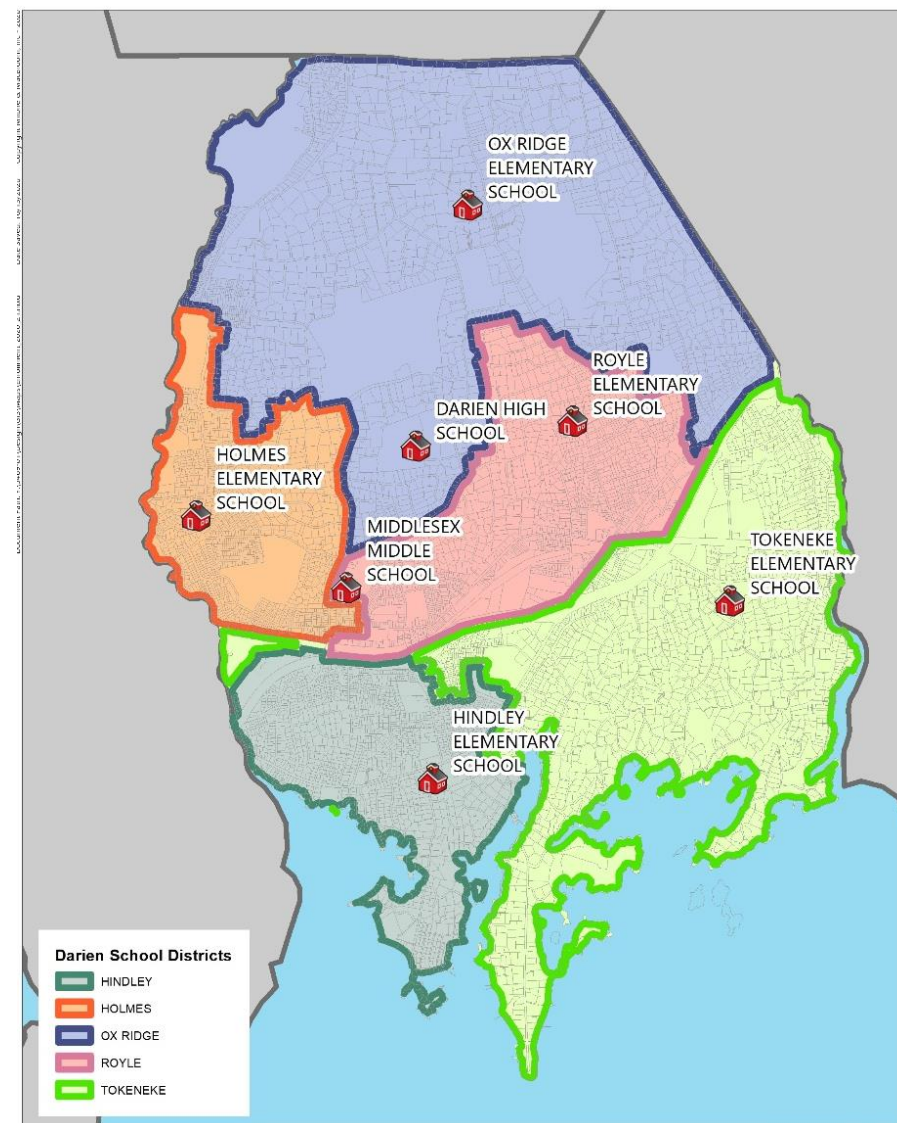 OX RIDGE
ELEMENTARY
SCHOOL
ROYLE
ELEMENTARY
SCHOOL
DARIEN HIGH
SCHOOL
HOLMES
ELEMENTARY
SCHOOL
MIDDLESEX
MIDDLE
SCHOOL
TOKENEKE
ELEMENTARY
SCHOOL
HINDLEY
ELEMENTARY
SCHOOL
Darien School Districts
HINDLEY
HOLMES
OX RIDGE
ROYLE
TOKENEKE